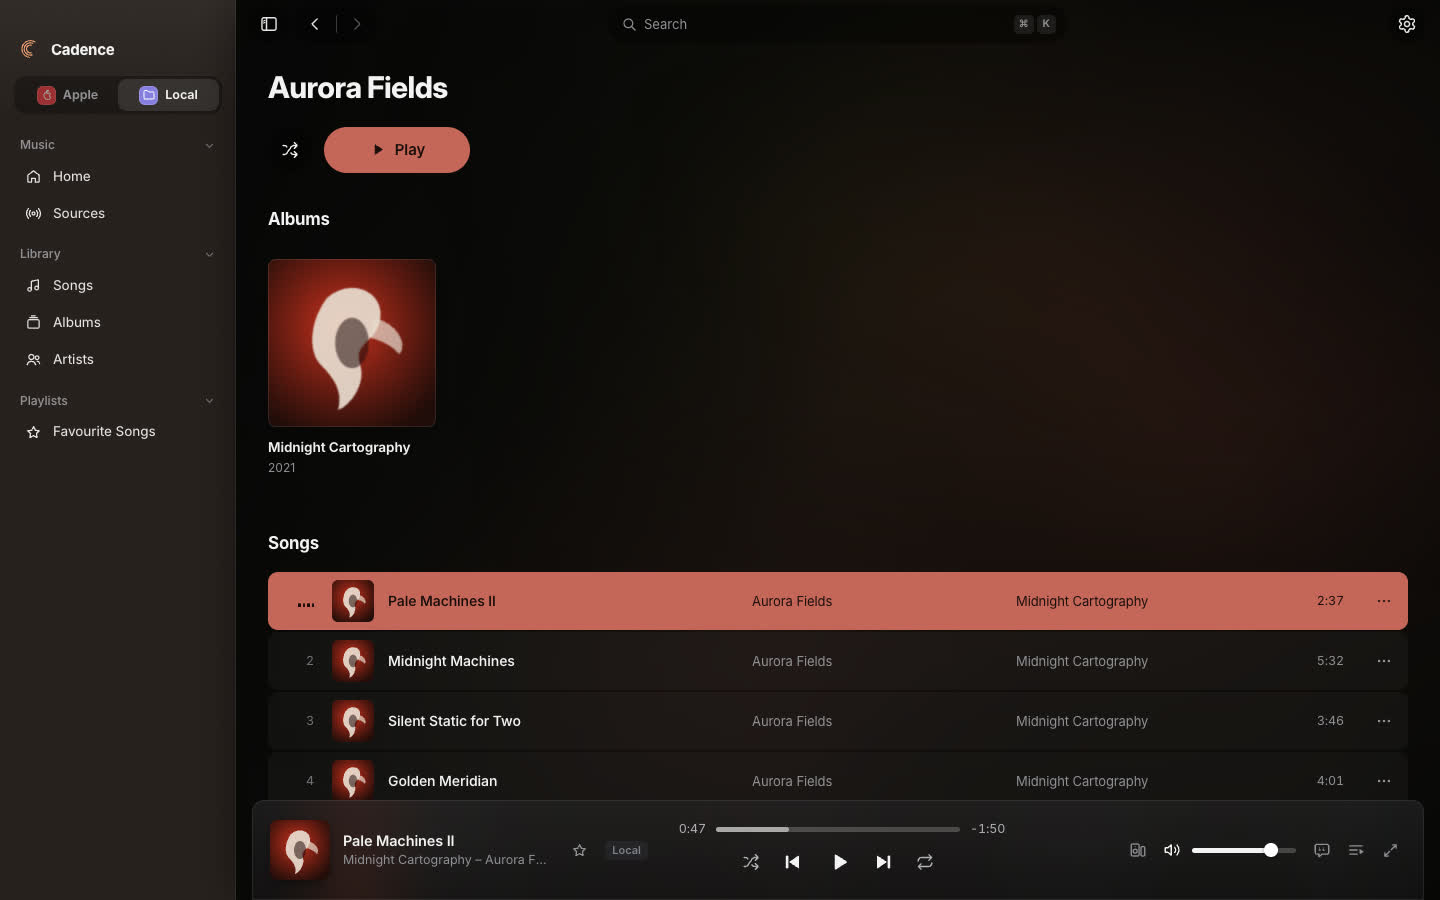 Cadence
Apple
Local
Music
Home
Sources
Library
Songs
Albums
Artists
Playlists
Favourite Songs
Search
⌘ K
Aurora Fields
Play
Albums
Midnight Cartography
2021
Songs
Pale Machines II Aurora Fields Midnight Cartography 2:37
2 Midnight Machines Aurora Fields Midnight Cartography 5:32
3 Silent Static for Two Aurora Fields Midnight Cartography 3:46
4 Golden Meridian Aurora Fields Midnight Cartography 4:01
Pale Machines II
Midnight Cartography – Aurora F...
Local
0:47
-1:50